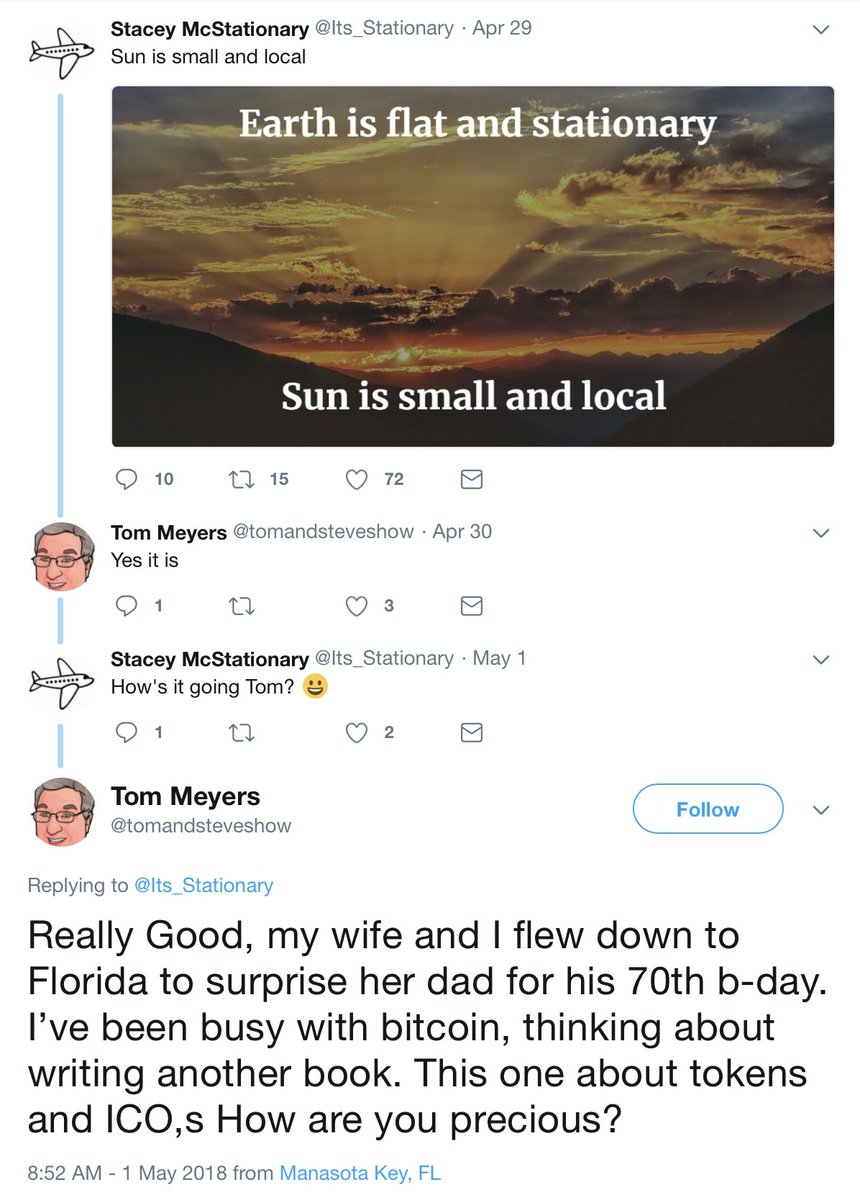 Stacey McStationary @Its_Stationary · Apr 29
Sun is small and local
Earth is flat and stationary
Sun is small and local
10 15 72
Tom Meyers @tomandsteveshow · Apr 30
Yes it is
1 3
Stacey McStationary @Its_Stationary · May 1
How's it going Tom? 😀
1 2
Tom Meyers
@tomandsteveshow
Follow
Replying to @Its_Stationary
Really Good, my wife and I flew down to
Florida to surprise her dad for his 70th b-day.
I’ve been busy with bitcoin, thinking about
writing another book. This one about tokens
and ICO,s How are you precious?
8:52 AM - 1 May 2018 from Manasota Key, FL